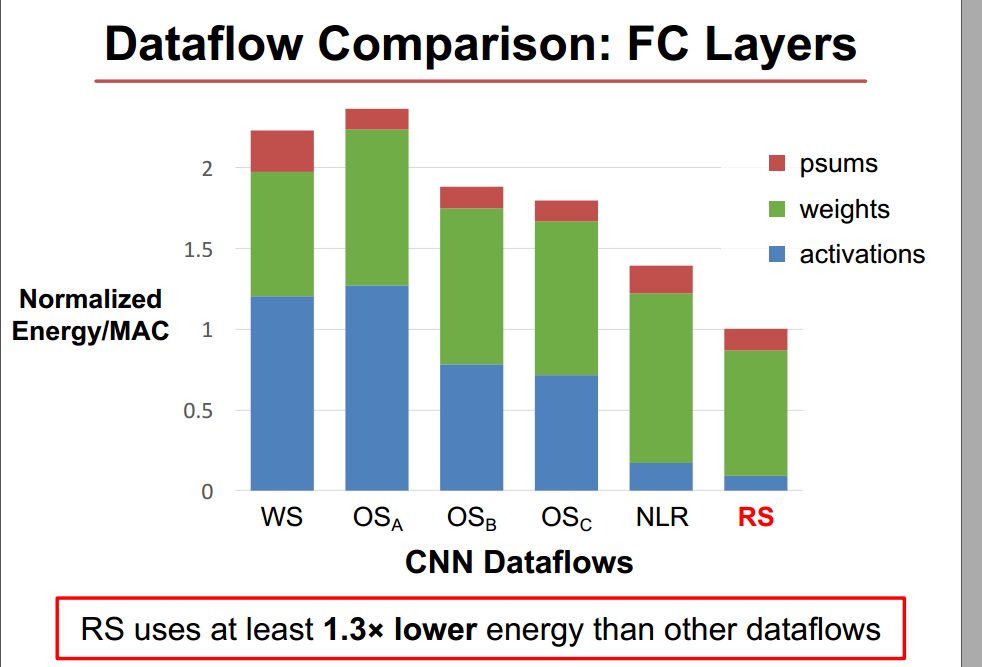 Dataflow Comparison: FC Layers
psums
weights
activations
2
1.5
1
0.5
0
Normalized
Energy/MAC
WS OSA OSB OSC NLR RS
CNN Dataflows
RS uses at least 1.3× lower energy than other dataflows